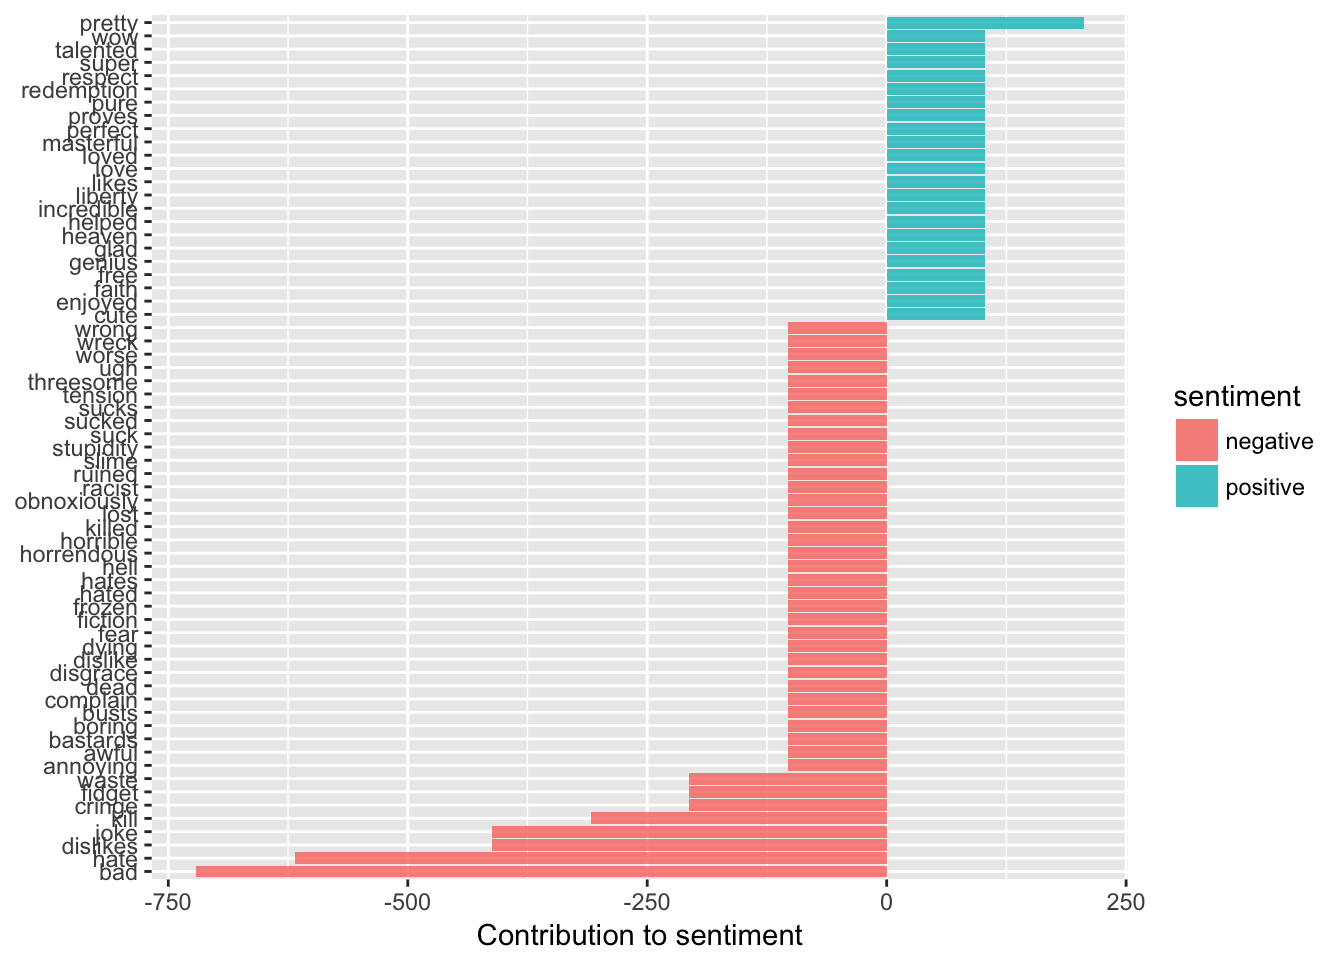 pretty
wow
talented
super
respect
redemption
pure
proves
perfect
masterful
loved
love
likes
liberty
incredible
helped
heaven
glad
genius
free
faith
enjoyed
cute
wrong
wreck
worse
ugh
threesome
tension
sucks
sucked
suck
stupidity
slime
ruined
racist
obnoxiously
lost
killed
horrible
horrendous
hell
hates
hated
frozen
fiction
fear
dying
dislike
disgrace
dead
complain
busts
boring
bastards
awful
annoying
waste
fidget
cringe
kill
joke
dislikes
hate
bad
-750 -500 -250 0 250
Contribution to sentiment
sentiment
negative
positive